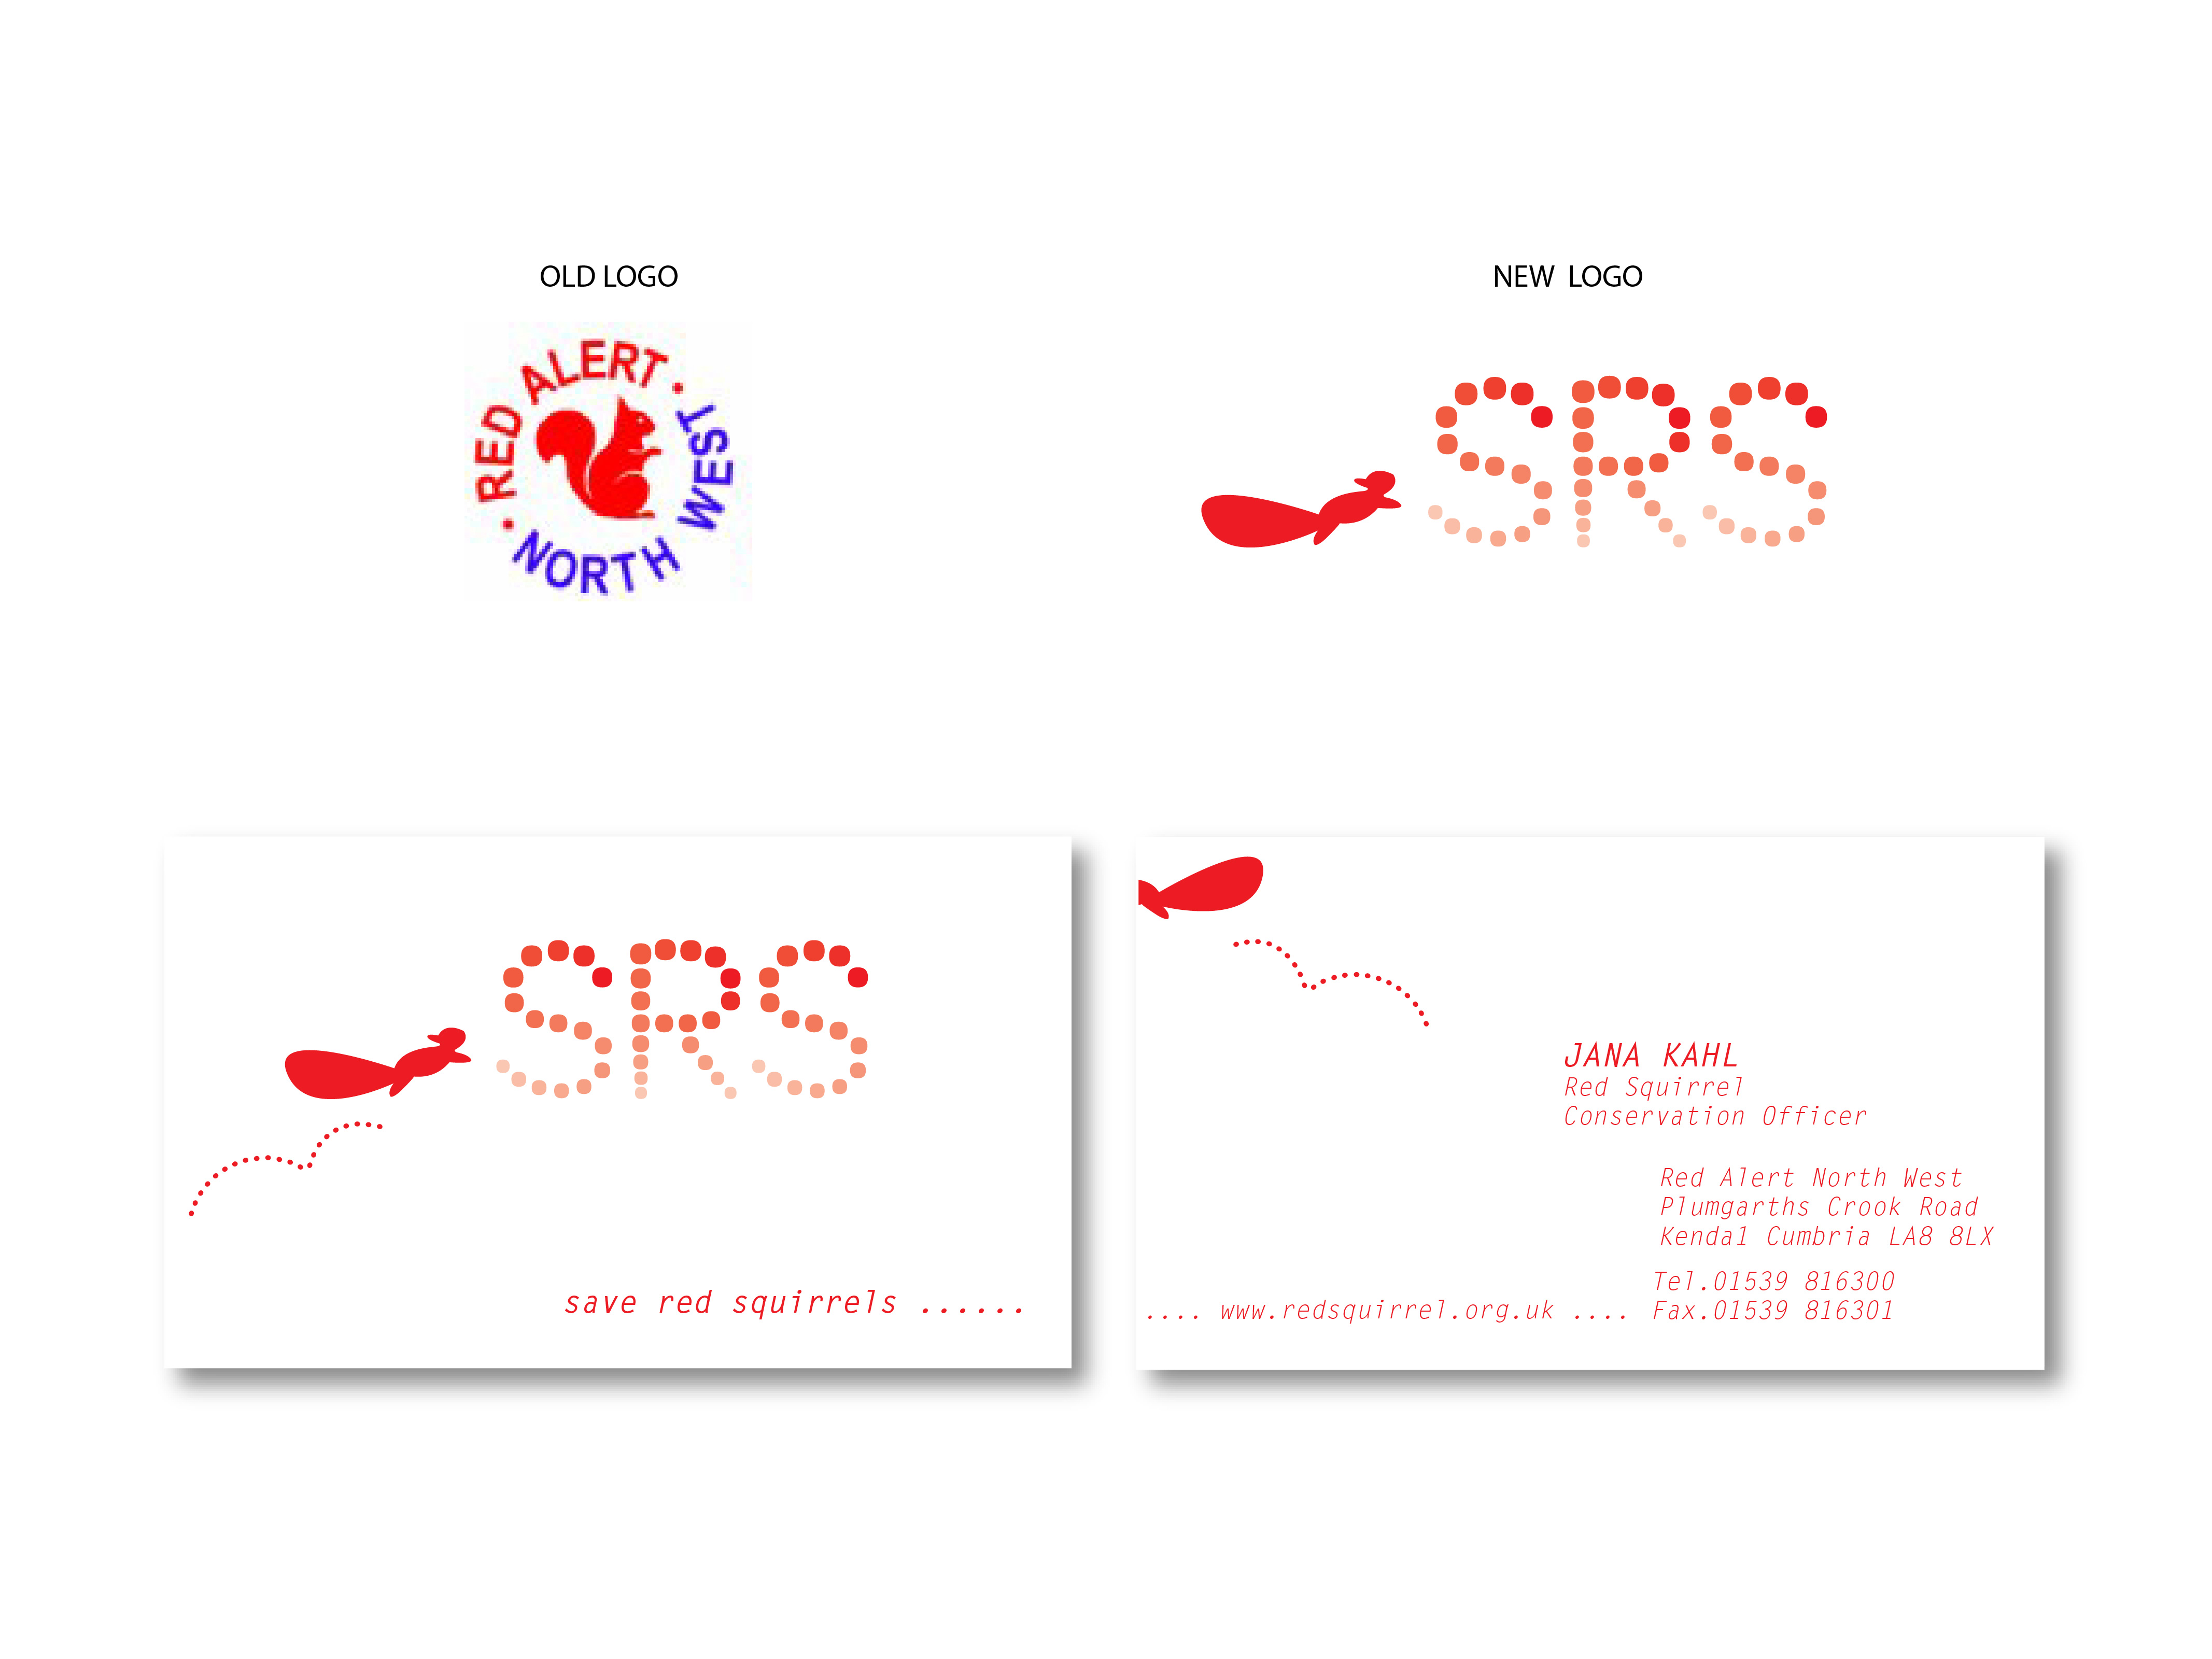 OLD LOGO
NEW LOGO
RED ALERT
NORTH WEST
SRS
SRS
save red squirrels ......
JANA KAHL
Red Squirrel
Conservation Officer
Red Alert North West
Plumgarths Crook Road
Kendal Cumbria LA8 8LX
Tel.01539 816300
.... www.redsquirrel.org.uk .... Fax.01539 816301